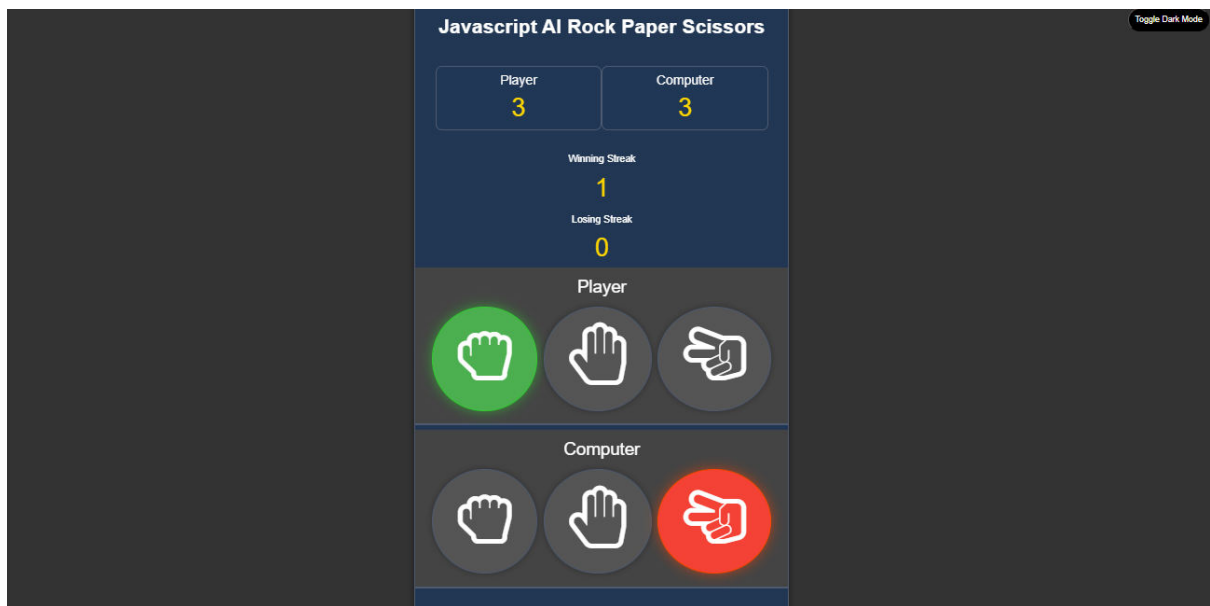 Javascript AI Rock Paper Scissors
Toggle Dark Mode
Player Computer
3 3
Winning Streak
1
Losing Streak
0
Player
Computer